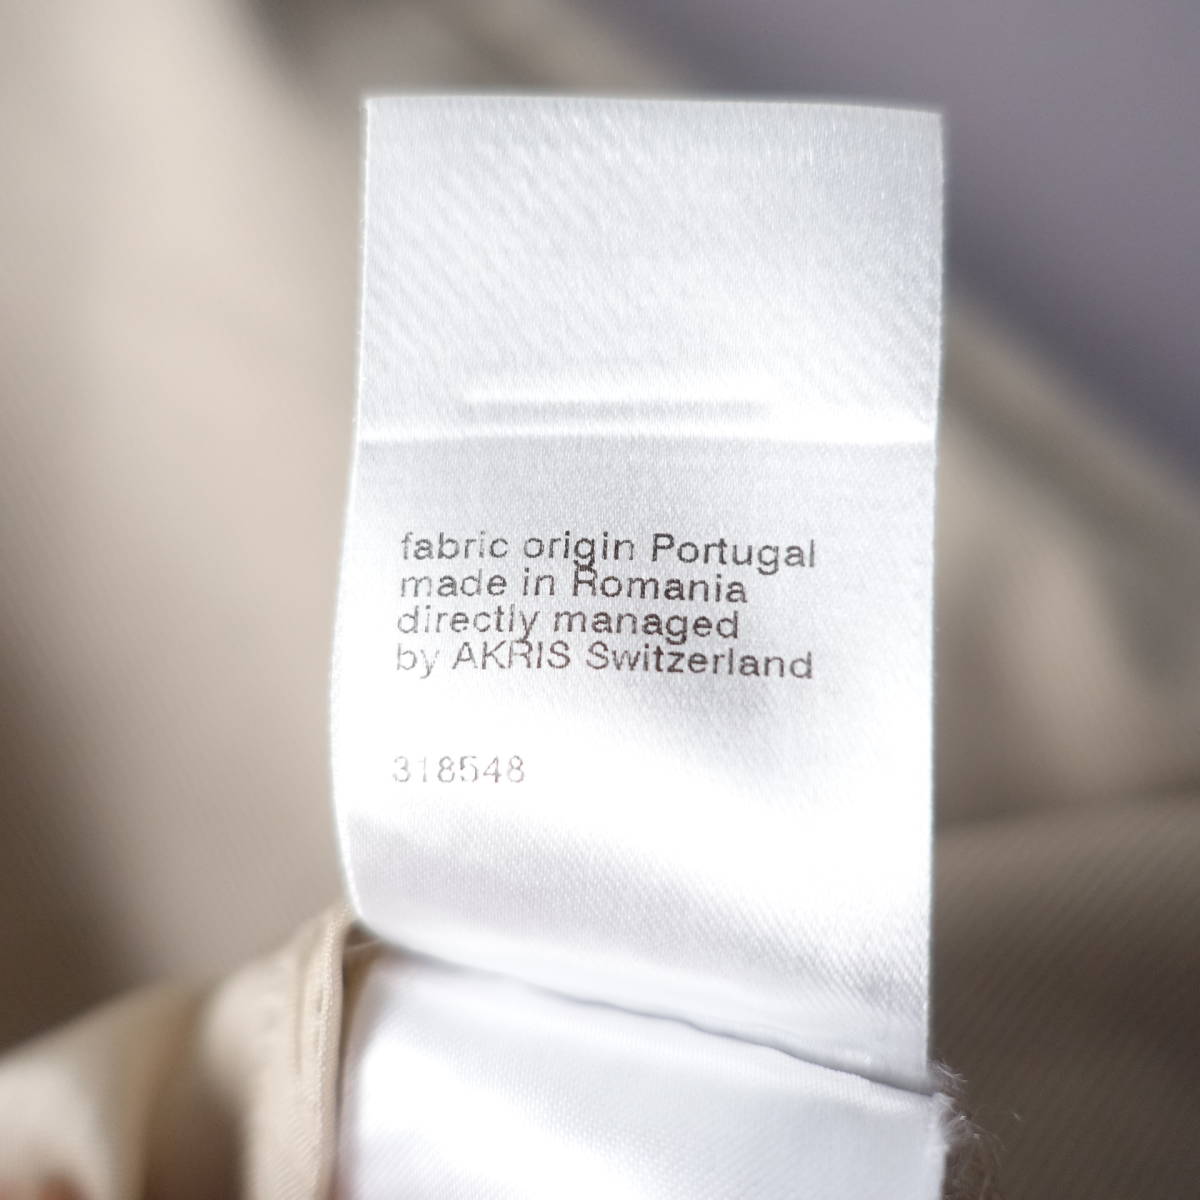 fabric origin Portugal
made in Romania
directly managed
by AKRIS Switzerland
318548